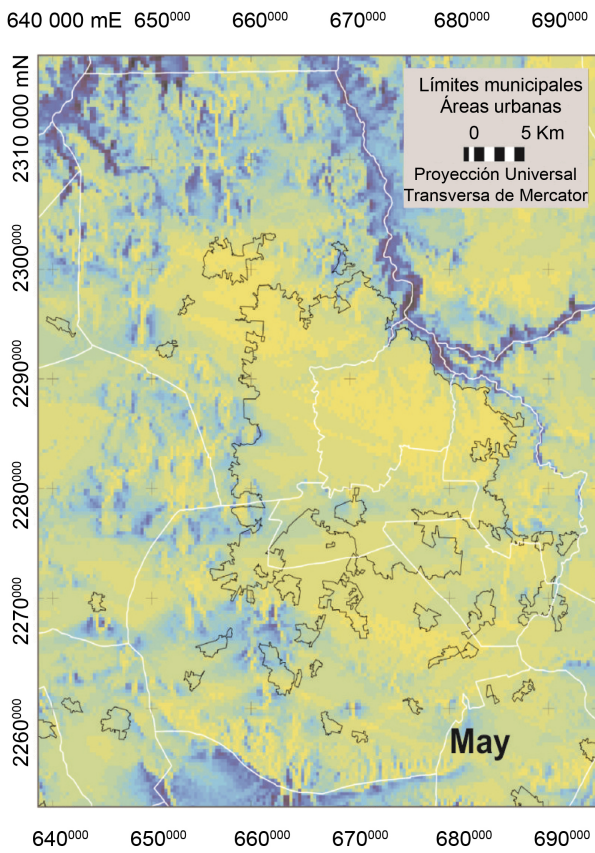 640 000 mE 650⁰⁰⁰ 660⁰⁰⁰ 670⁰⁰⁰ 680⁰⁰⁰ 690⁰⁰⁰
Límites municipales
Áreas urbanas
0 5 Km
Proyección Universal
Transversa de Mercator
2310 000 mN
2300⁰⁰⁰
2290⁰⁰⁰
2280⁰⁰⁰
2270⁰⁰⁰
2260⁰⁰⁰
May
640⁰⁰⁰ 650⁰⁰⁰ 660⁰⁰⁰ 670⁰⁰⁰ 680⁰⁰⁰ 690⁰⁰⁰